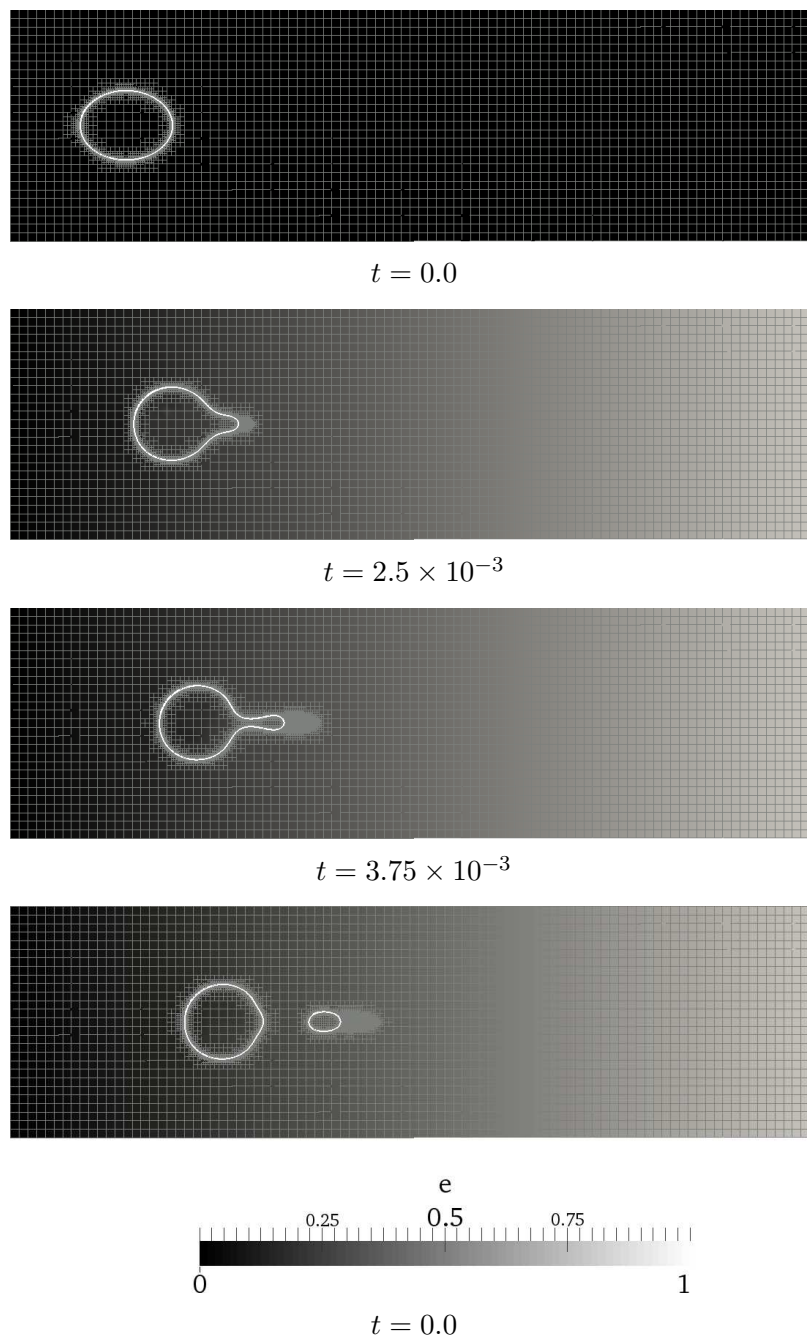 t = 0.0
t = 2.5 × 10⁻³
t = 3.75 × 10⁻³
e
0.25 0.5 0.75
0 1
t = 0.0